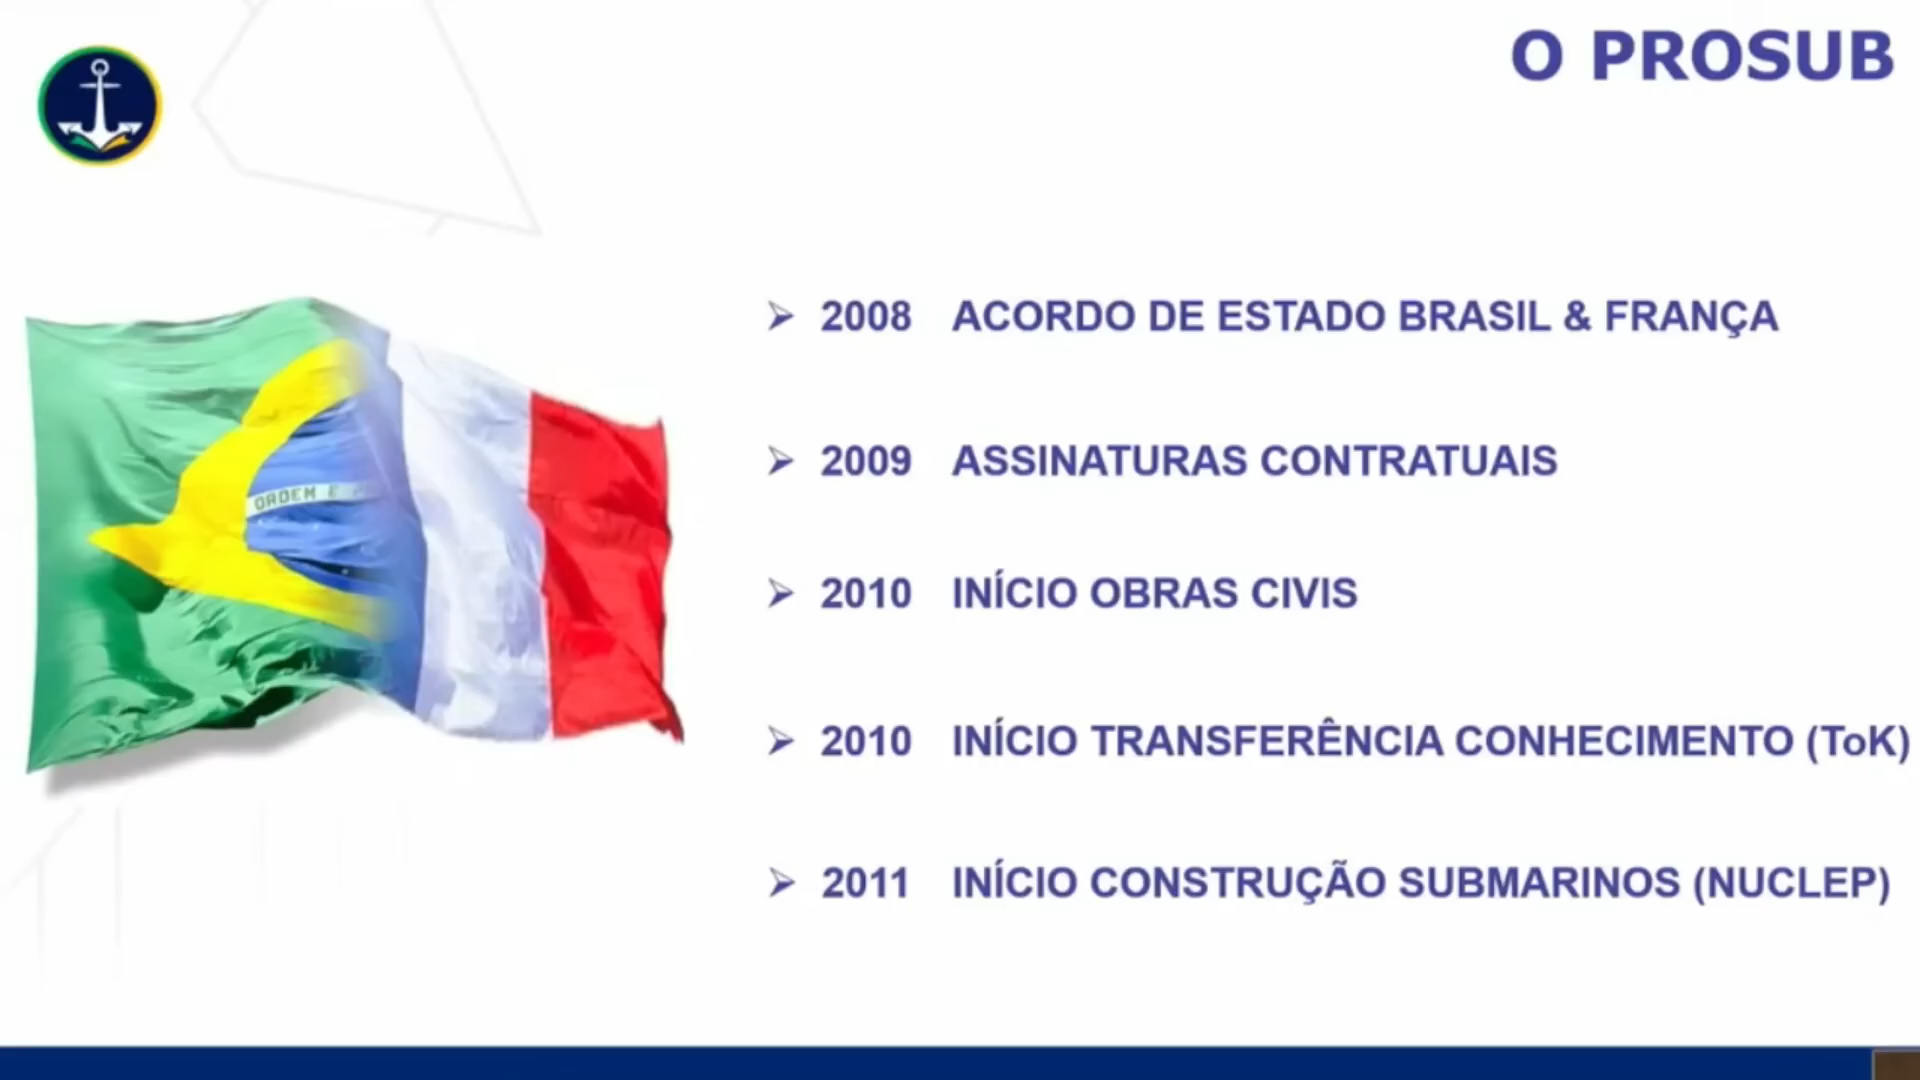 O PROSUB
2008 ACORDO DE ESTADO BRASIL & FRANÇA
2009 ASSINATURAS CONTRATUAIS
ORDEM E
2010 INÍCIO OBRAS CIVIS
2010 INÍCIO TRANSFERÊNCIA CONHECIMENTO (ToK)
2011 INÍCIO CONSTRUÇÃO SUBMARINOS (NUCLEP)